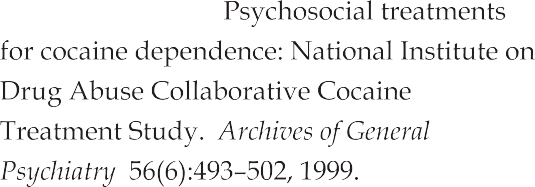 Psychosocial treatments
for cocaine dependence: National Institute on
Drug Abuse Collaborative Cocaine
Treatment Study. Archives of General
Psychiatry 56(6):493–502, 1999.